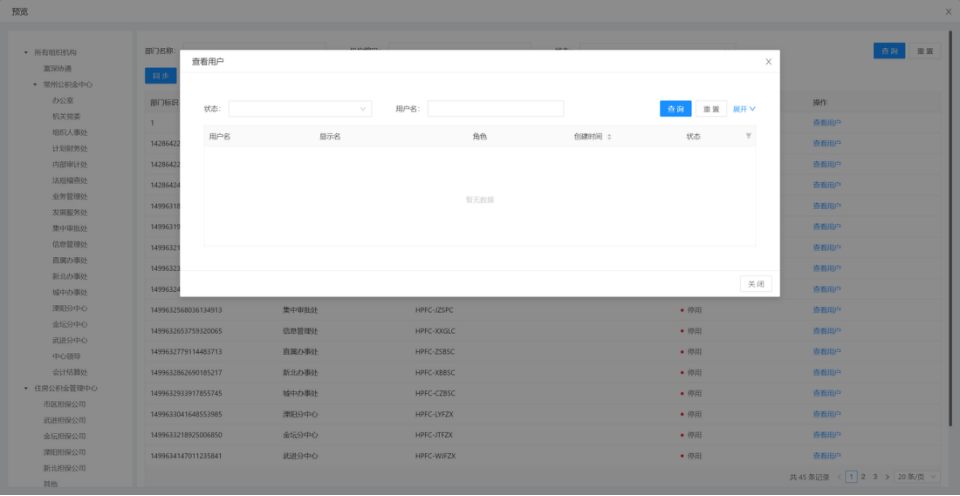 预览
所有组织机构
富深协通
常州公积金中心
办公室
机关党委
组织人事处
计划财务处
内部审计处
法规稽核处
业务管理处
发展服务处
集中审批处
信息管理处
直属办事处
新北办事处
城中办事处
溧阳分中心
金坛分中心
武进分中心
中心领导
会计结算处
住房公积金管理中心
市区担保公司
武进担保公司
金坛担保公司
溧阳担保公司
新北担保公司
其他
部门名称:
查 询
重 置
同 步
部门标识
操作
1
查看用户
14286422
查看用户
14286422
查看用户
14286424
查看用户
14996318
查看用户
14996319
查看用户
14996321
查看用户
14996323
查看用户
14996324
查看用户
1499632568036134913 集中审批处 HPFC-JZSPC 停用 查看用户
1499632653759320065 信息管理处 HPFC-XXGLC 停用 查看用户
1499632779114483713 直属办事处 HPFC-ZSBSC 停用 查看用户
1499632862690185217 新北办事处 HPFC-XBBSC 停用 查看用户
1499632933917855745 城中办事处 HPFC-CZBSC 停用 查看用户
1499633041648553985 溧阳分中心 HPFC-LYFZX 停用 查看用户
1499633218925006850 金坛分中心 HPFC-JTFZX 停用 查看用户
1499634147011235841 武进分中心 HPFC-WJFZX 停用 查看用户
共 45 条记录 1 2 3 20 条/页
查看用户
状态: 用户名: 查 询 重 置 展开
用户名 显示名 角色 创建时间 状态
暂无数据
关 闭